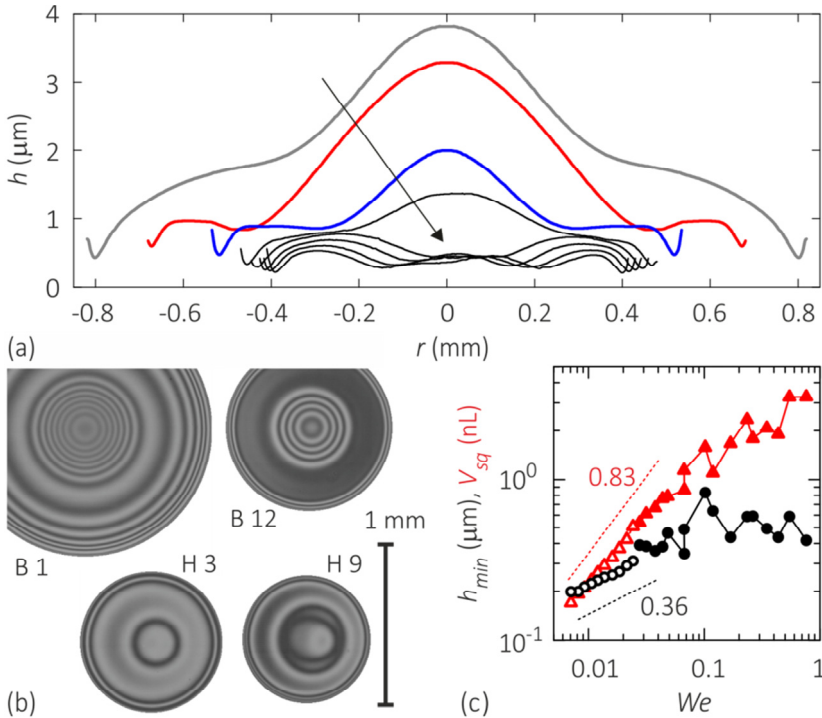 4
3
2
1
0
h (μm)
-0.8 -0.6 -0.4 -0.2 0 0.2 0.4 0.6 0.8
(a)
r (mm)
B 1
B 12
1 mm
H 3
H 9
(b)
h_min (μm), V_sq (nL)
10^0
10^-1
0.83
0.36
0.01 0.1 1
(c)
We